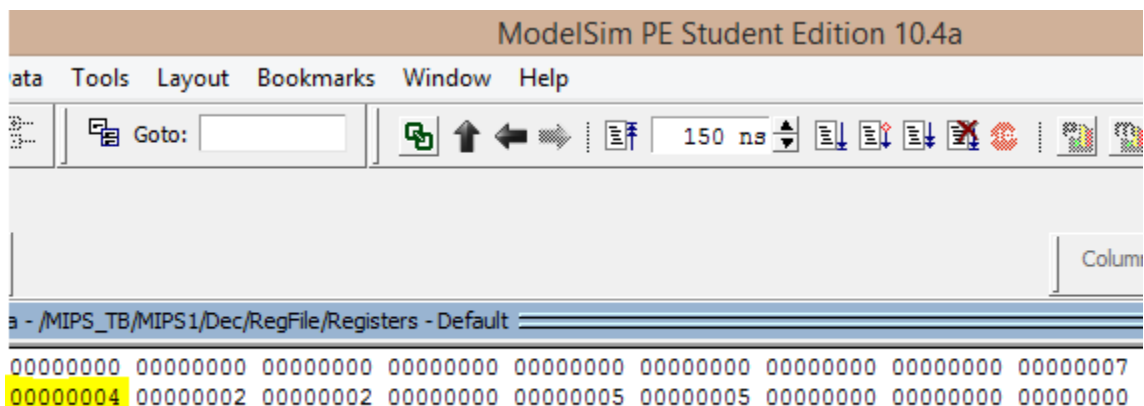 ModelSim PE Student Edition 10.4a
ata Tools Layout Bookmarks Window Help
Goto: 150 ns
Column
a - /MIPS_TB/MIPS1/Dec/RegFile/Registers - Default
00000000 00000000 00000000 00000000 00000000 00000000 00000000 00000000 00000007
00000004 00000002 00000002 00000000 00000005 00000005 00000000 00000000 00000000